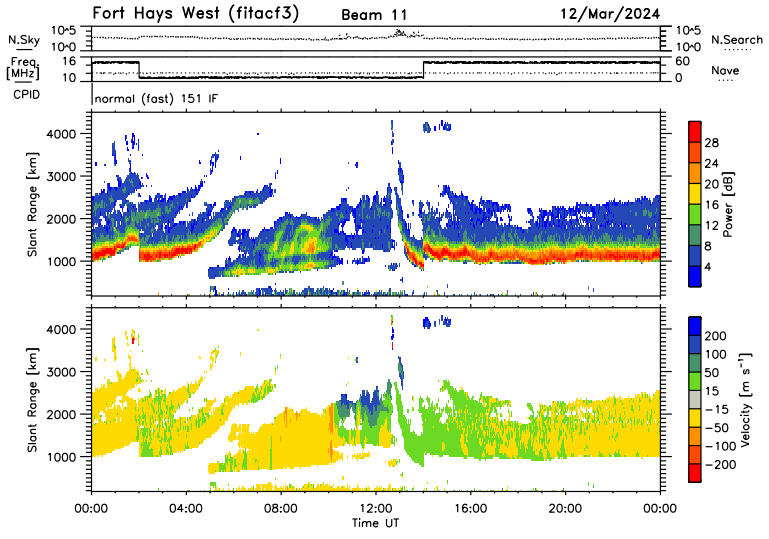 Fort Hays West (fitacf3) Beam 11 12/Mar/2024
N.Sky 10^5 10^0 10^5 10^0 N.Search
Freq. [MHz] 16 10 60 0 Nave
CPID normal (fast) 151 IF
Slant Range [km] 4000 3000 2000 1000
Power [dB] 28 24 20 16 12 8 4
Slant Range [km] 4000 3000 2000 1000
Velocity [m s⁻¹] 200 100 50 15 −15 −50 −100 −200
00:00 04:00 08:00 12:00 16:00 20:00 00:00
Time UT